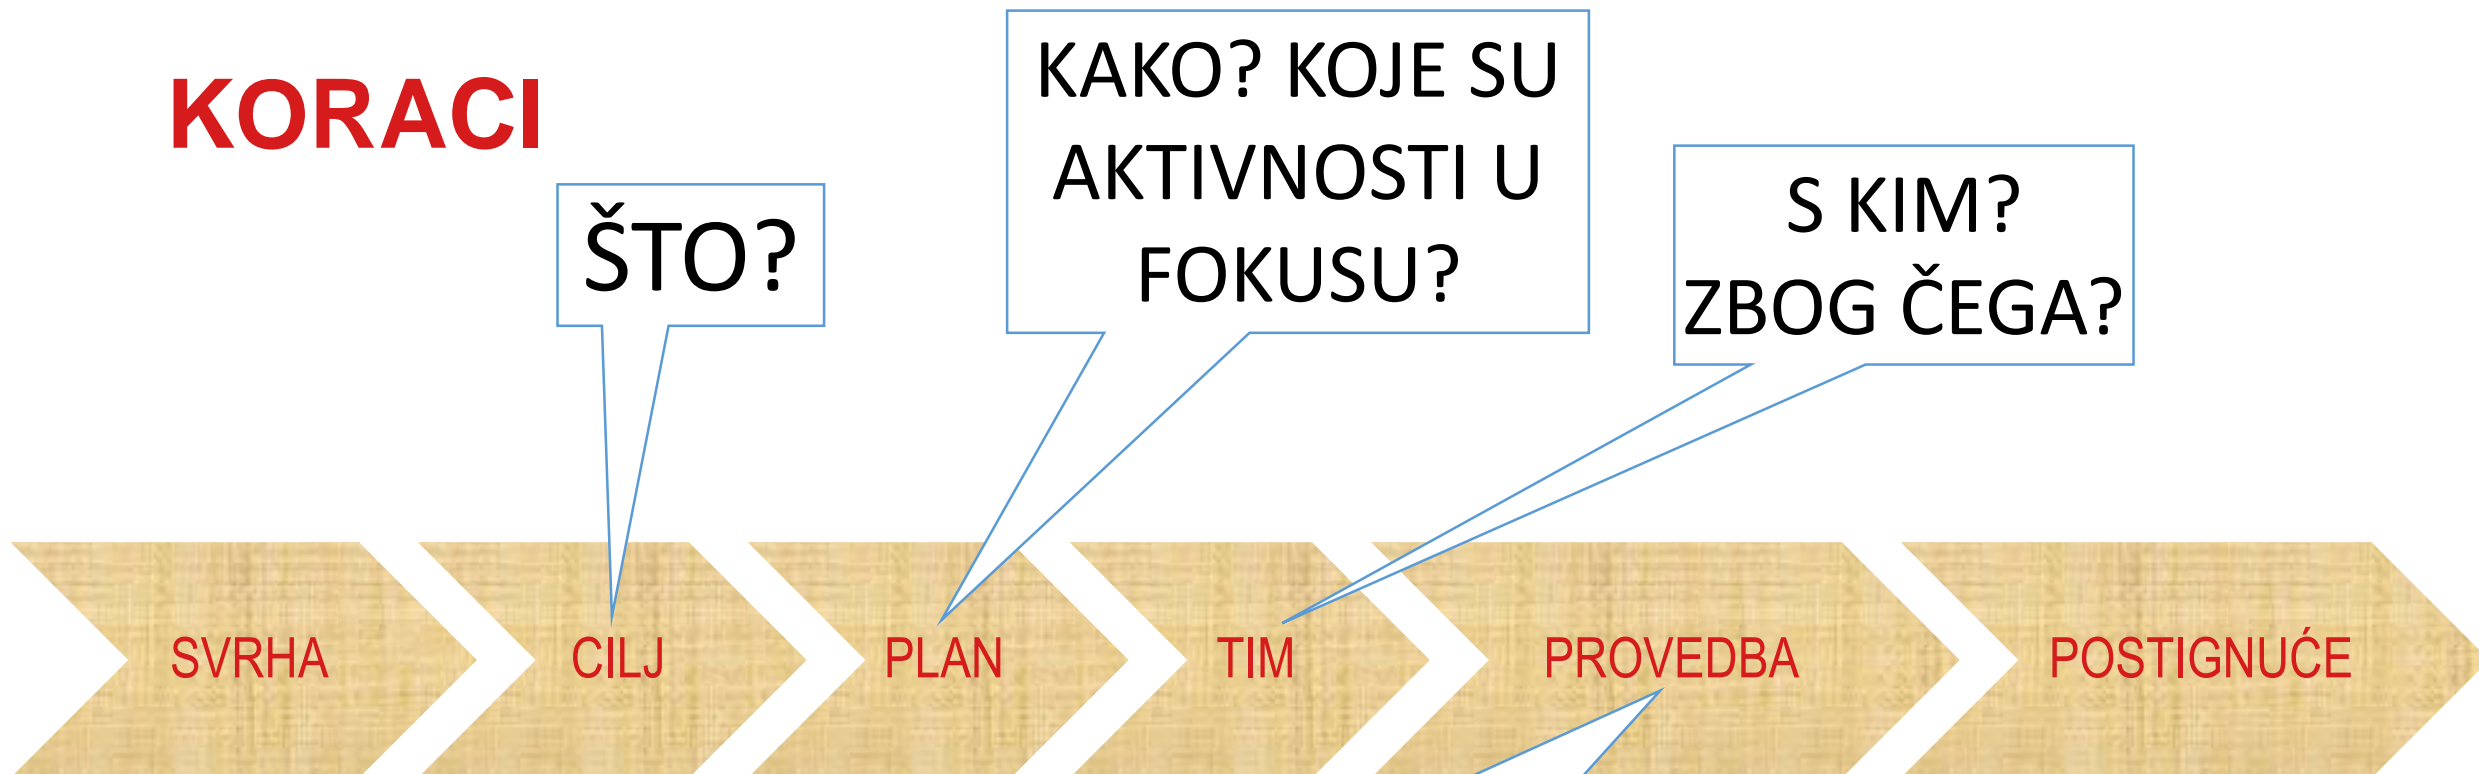 KORACI
ŠTO?
KAKO? KOJE SU
AKTIVNOSTI U
FOKUSU?
S KIM?
ZBOG ČEGA?
SVRHA
CILJ
PLAN
TIM
PROVEDBA
POSTIGNUĆE